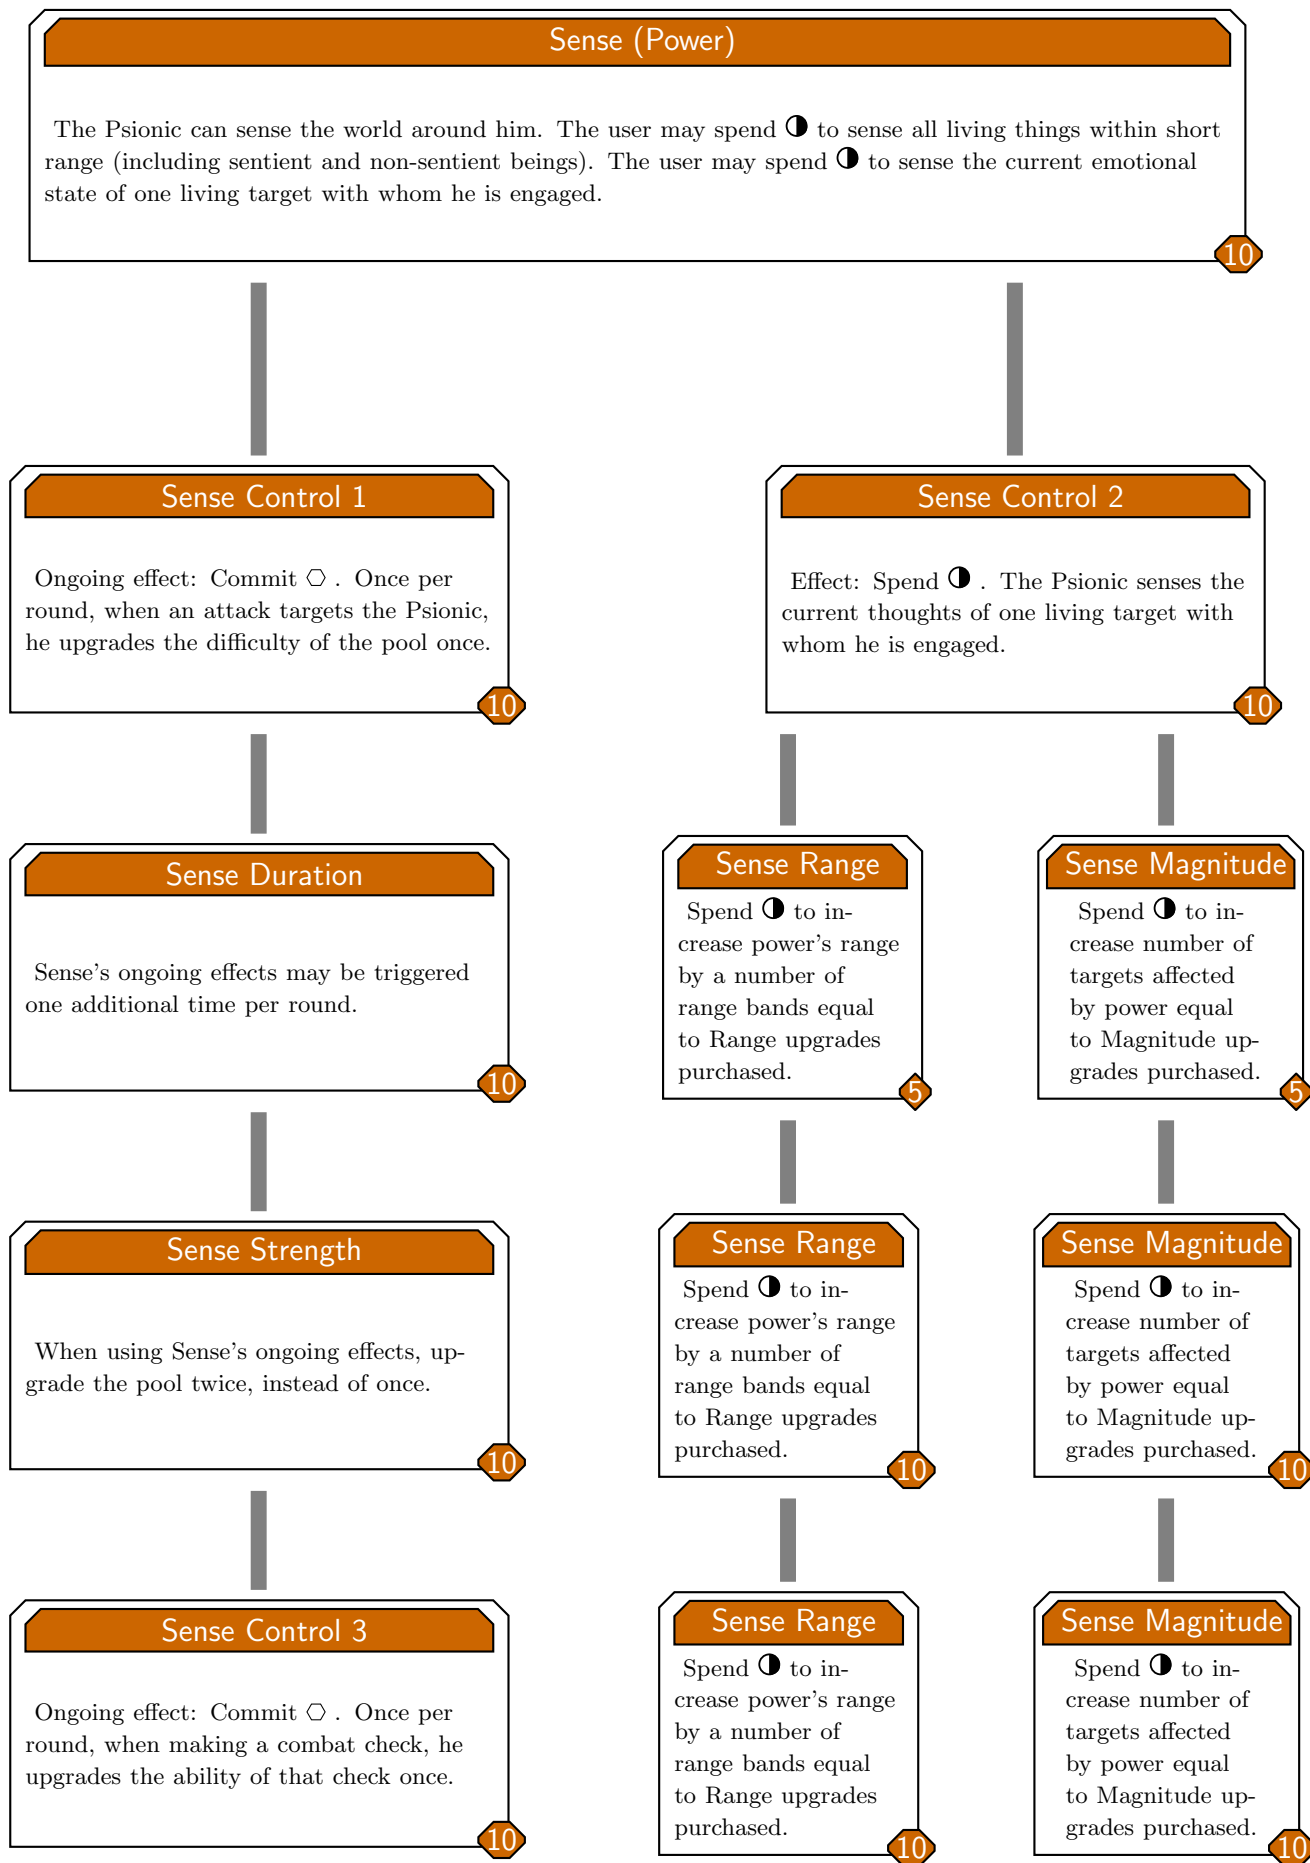 Sense (Power)
The Psionic can sense the world around him. The user may spend ◑ to sense all living things within short
range (including sentient and non-sentient beings). The user may spend ◑ to sense the current emotional
state of one living target with whom he is engaged.
10
Sense Control 1
Ongoing effect: Commit ⬡ . Once per
round, when an attack targets the Psionic,
he upgrades the difficulty of the pool once.
10
Sense Control 2
Effect: Spend ◑ . The Psionic senses the
current thoughts of one living target with
whom he is engaged.
10
Sense Duration
Sense's ongoing effects may be triggered
one additional time per round.
10
Sense Range
Spend ◑ to in-
crease power's range
by a number of
range bands equal
to Range upgrades
purchased.
5
Sense Magnitude
Spend ◑ to in-
crease number of
targets affected
by power equal
to Magnitude up-
grades purchased.
5
Sense Strength
When using Sense's ongoing effects, up-
grade the pool twice, instead of once.
10
Sense Range
Spend ◑ to in-
crease power's range
by a number of
range bands equal
to Range upgrades
purchased.
10
Sense Magnitude
Spend ◑ to in-
crease number of
targets affected
by power equal
to Magnitude up-
grades purchased.
10
Sense Control 3
Ongoing effect: Commit ⬡ . Once per
round, when making a combat check, he
upgrades the ability of that check once.
10
Sense Range
Spend ◑ to in-
crease power's range
by a number of
range bands equal
to Range upgrades
purchased.
10
Sense Magnitude
Spend ◑ to in-
crease number of
targets affected
by power equal
to Magnitude up-
grades purchased.
10